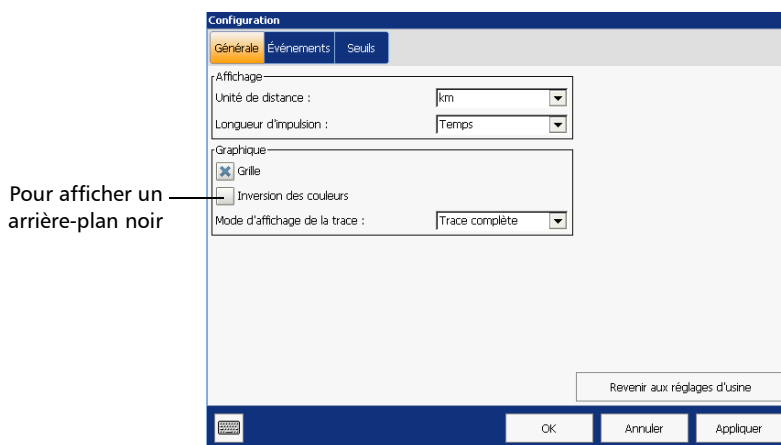 Configuration
Générale Événements Seuils
Affichage
Unité de distance : km
Longueur d'impulsion : Temps
Graphique
Grille
Pour afficher un
arrière-plan noir
Inversion des couleurs
Mode d'affichage de la trace : Trace complète
Revenir aux réglages d'usine
OK Annuler Appliquer